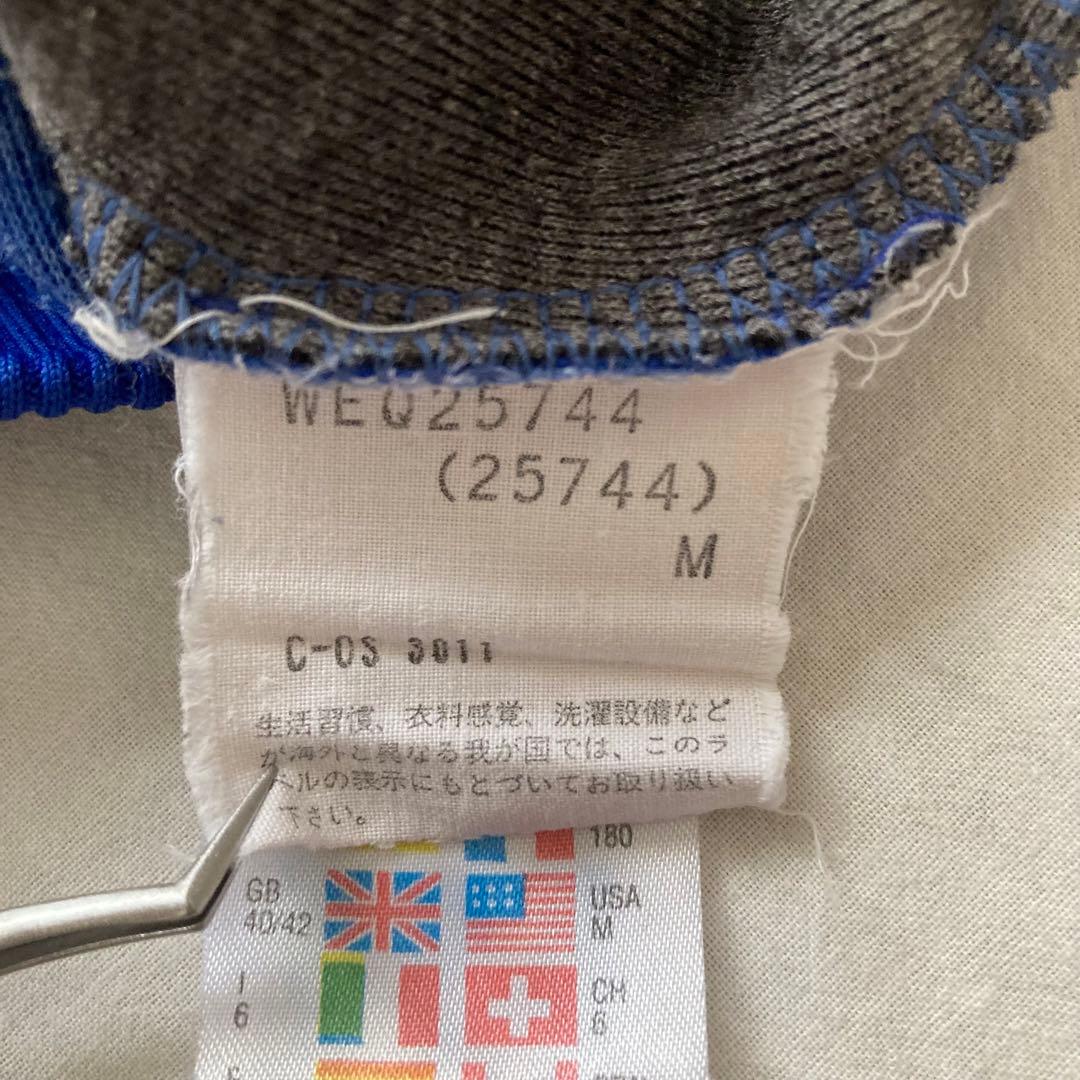 WEQ25744
(25744)
M
C-OS 3011
生活習慣、衣料感覚、洗濯設備など
が海外と異なる我が国では、このラ
ベルの表示にもとづいてお取り扱い
下さい。
180
GB
40/42
USA
M
I
6
CH
6